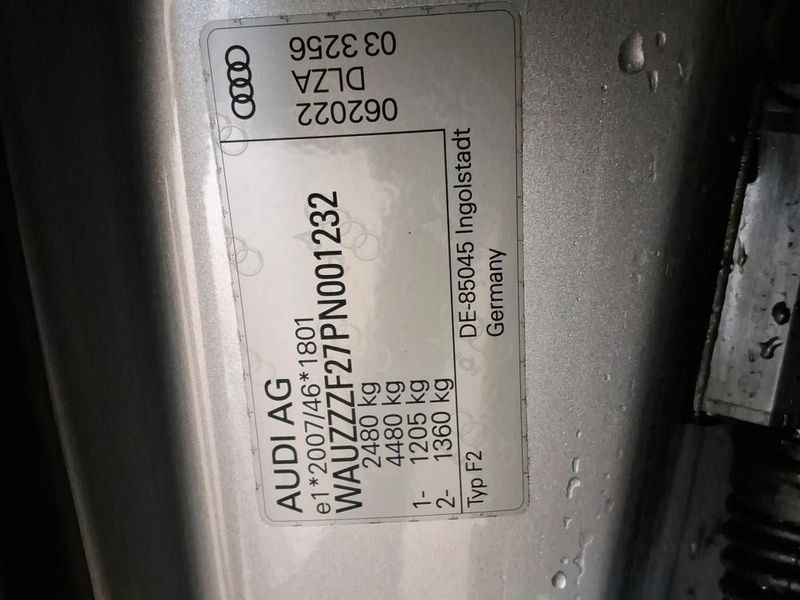 AUDI AG
e1*2007/46*1801
WAUZZZF27PN001232
2480 kg
4480 kg
1- 1205 kg
2- 1360 kg
Typ F2
DE-85045 Ingolstadt
Germany
062022
DLZA
03 3256